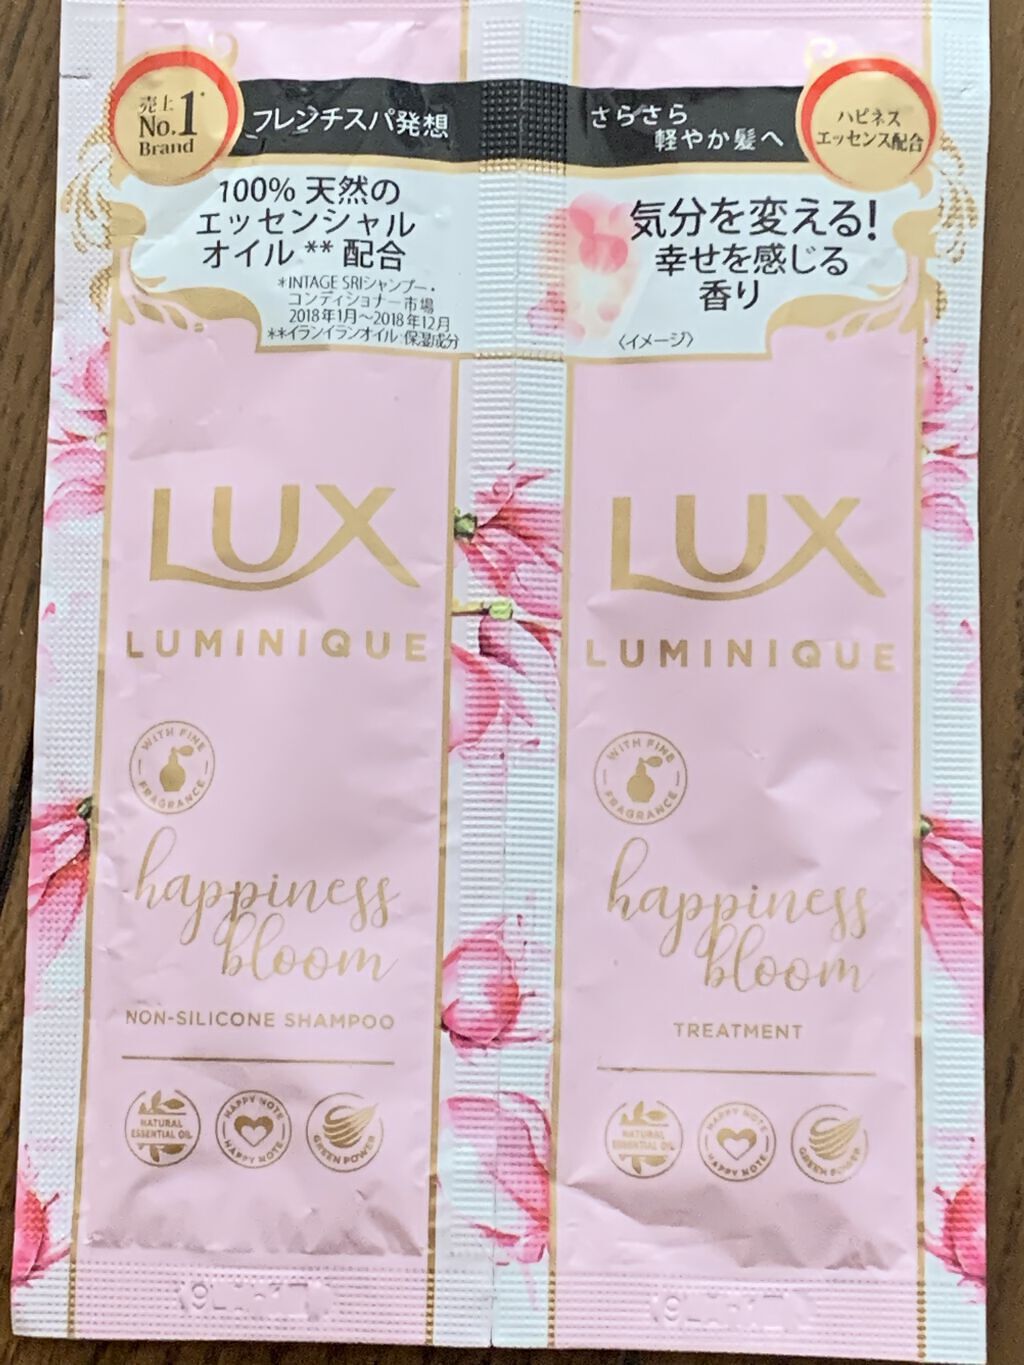 売上
No.1*
Brand
フレンチスパ発想
100% 天然の
エッセンシャル
オイル ** 配合
*INTAGE SRIシャンプー・
コンディショナー市場
2018年1月～2018年12月
**イランイランオイル:保湿成分
LUX
LUMINIQUE
WITH FINE
FRAGRANCE
happiness
bloom
NON-SILICONE SHAMPOO
NATURAL
ESSENTIAL OIL
HAPPY NOTE
HAPPY NOTE
GREEN POWER
さらさら
軽やか髪へ
ハピネス
エッセンス配合
気分を変える!
幸せを感じる
香り
〈イメージ〉
LUX
LUMINIQUE
WITH FINE
FRAGRANCE
happiness
bloom
TREATMENT
NATURAL
ESSENTIAL OIL
HAPPY NOTE
HAPPY NOTE
GREEN POWER